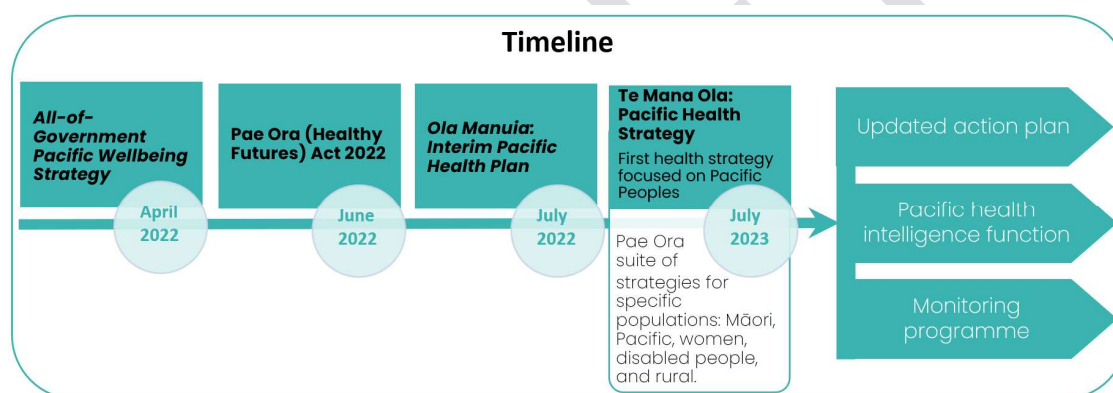 Timeline
All-of-
Government
Pacific Wellbeing
Strategy
April
2022
Pae Ora (Healthy
Futures) Act 2022
June
2022
Ola Manuia:
Interim Pacific
Health Plan
July
2022
Te Mana Ola:
Pacific Health
Strategy
First health strategy
focused on Pacific
Peoples
July
2023
Pae Ora
suite of
strategies for
specific
populations: Māori,
Pacific, women,
disabled people,
and rural.
Updated action plan
Pacific health
intelligence function
Monitoring
programme